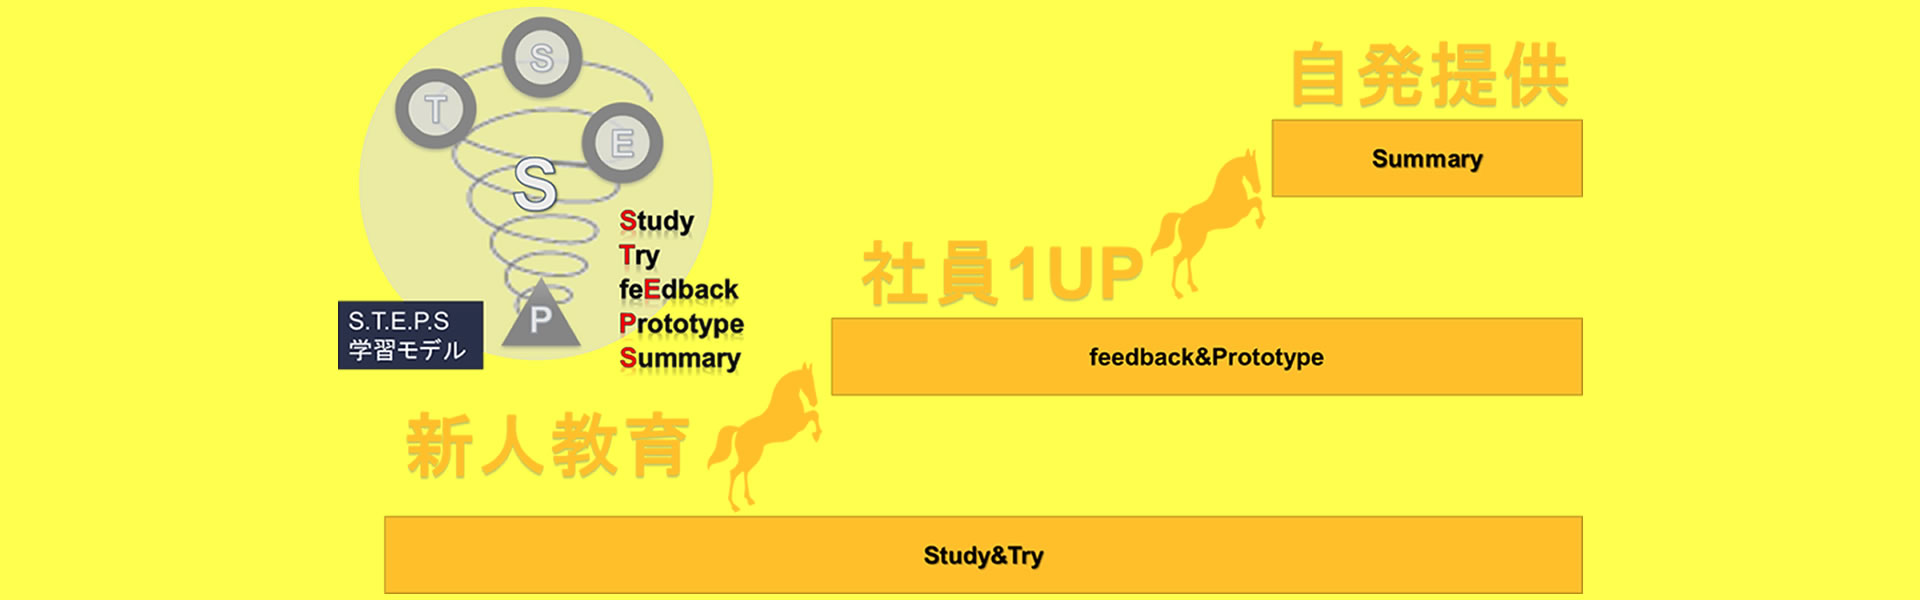 S
T
E
S
P
S.T.E.P.S
学習モデル
Study
Try
feEdback
Prototype
Summary
自発提供
Summary
社員1UP
feedback&Prototype
新人教育
Study&Try